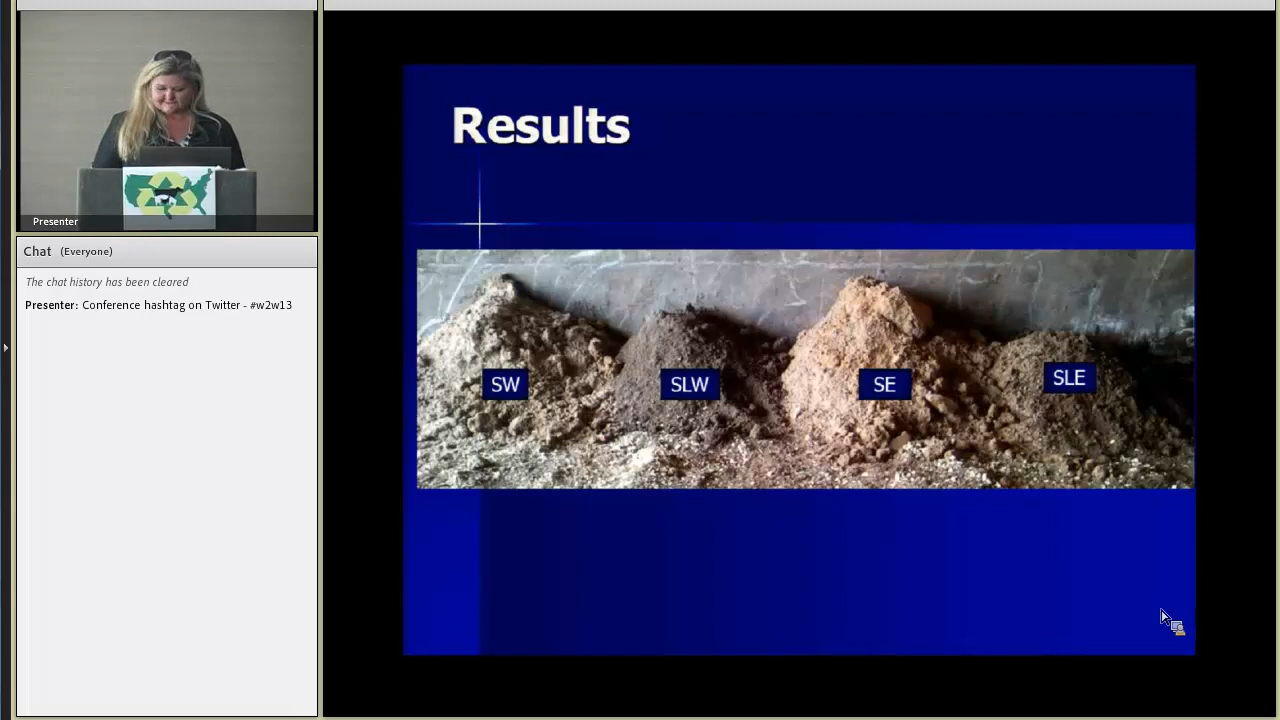 Presenter
Chat (Everyone)
The chat history has been cleared
Presenter: Conference hashtag on Twitter - #w2w13
Results
SW
SLW
SE
SLE